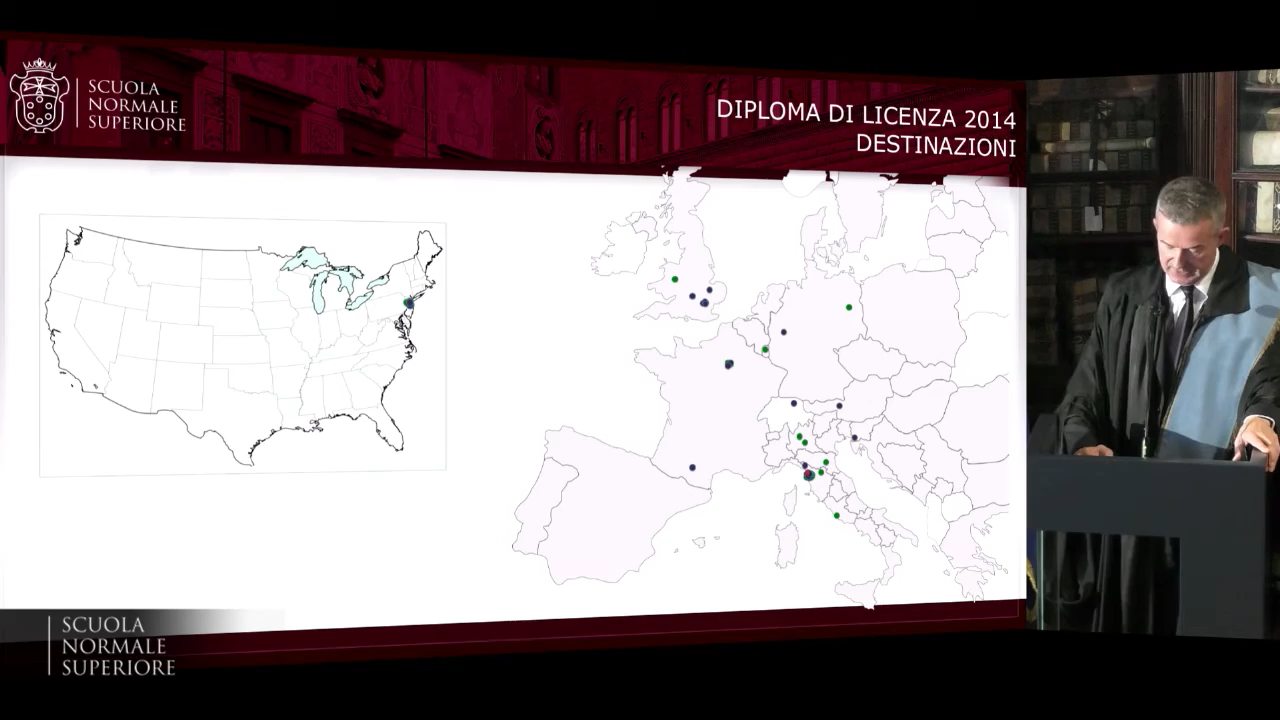 SCUOLA
NORMALE
SUPERIORE
DIPLOMA DI LICENZA 2014
DESTINAZIONI
SCUOLA
NORMALE
SUPERIORE